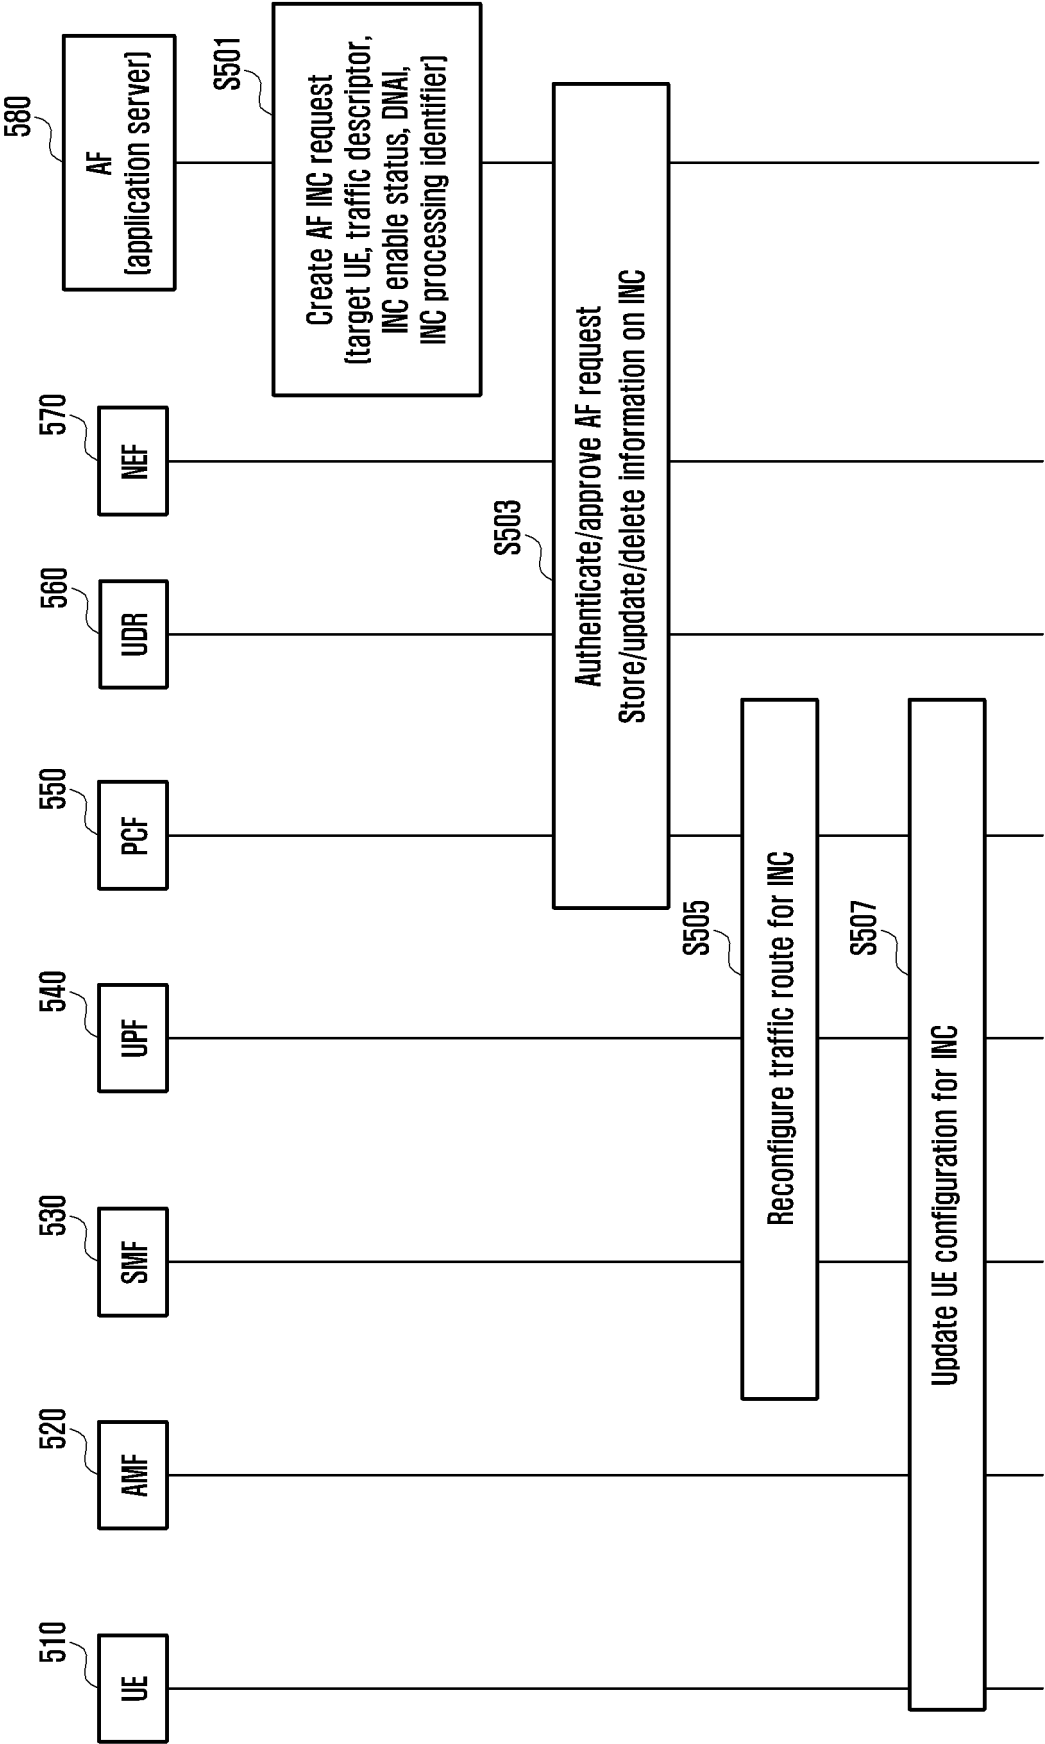 510
UE
520
AMF
530
SMF
540
UPF
550
PCF
560
UDR
570
NEF
580
AF
(application server)
S501
Create AF INC request
(target UE, traffic descriptor,
INC enable status, DNAI,
INC processing identifier)
S503
Authenticate/approve AF request
Store/update/delete information on INC
S505
Reconfigure traffic route for INC
S507
Update UE configuration for INC